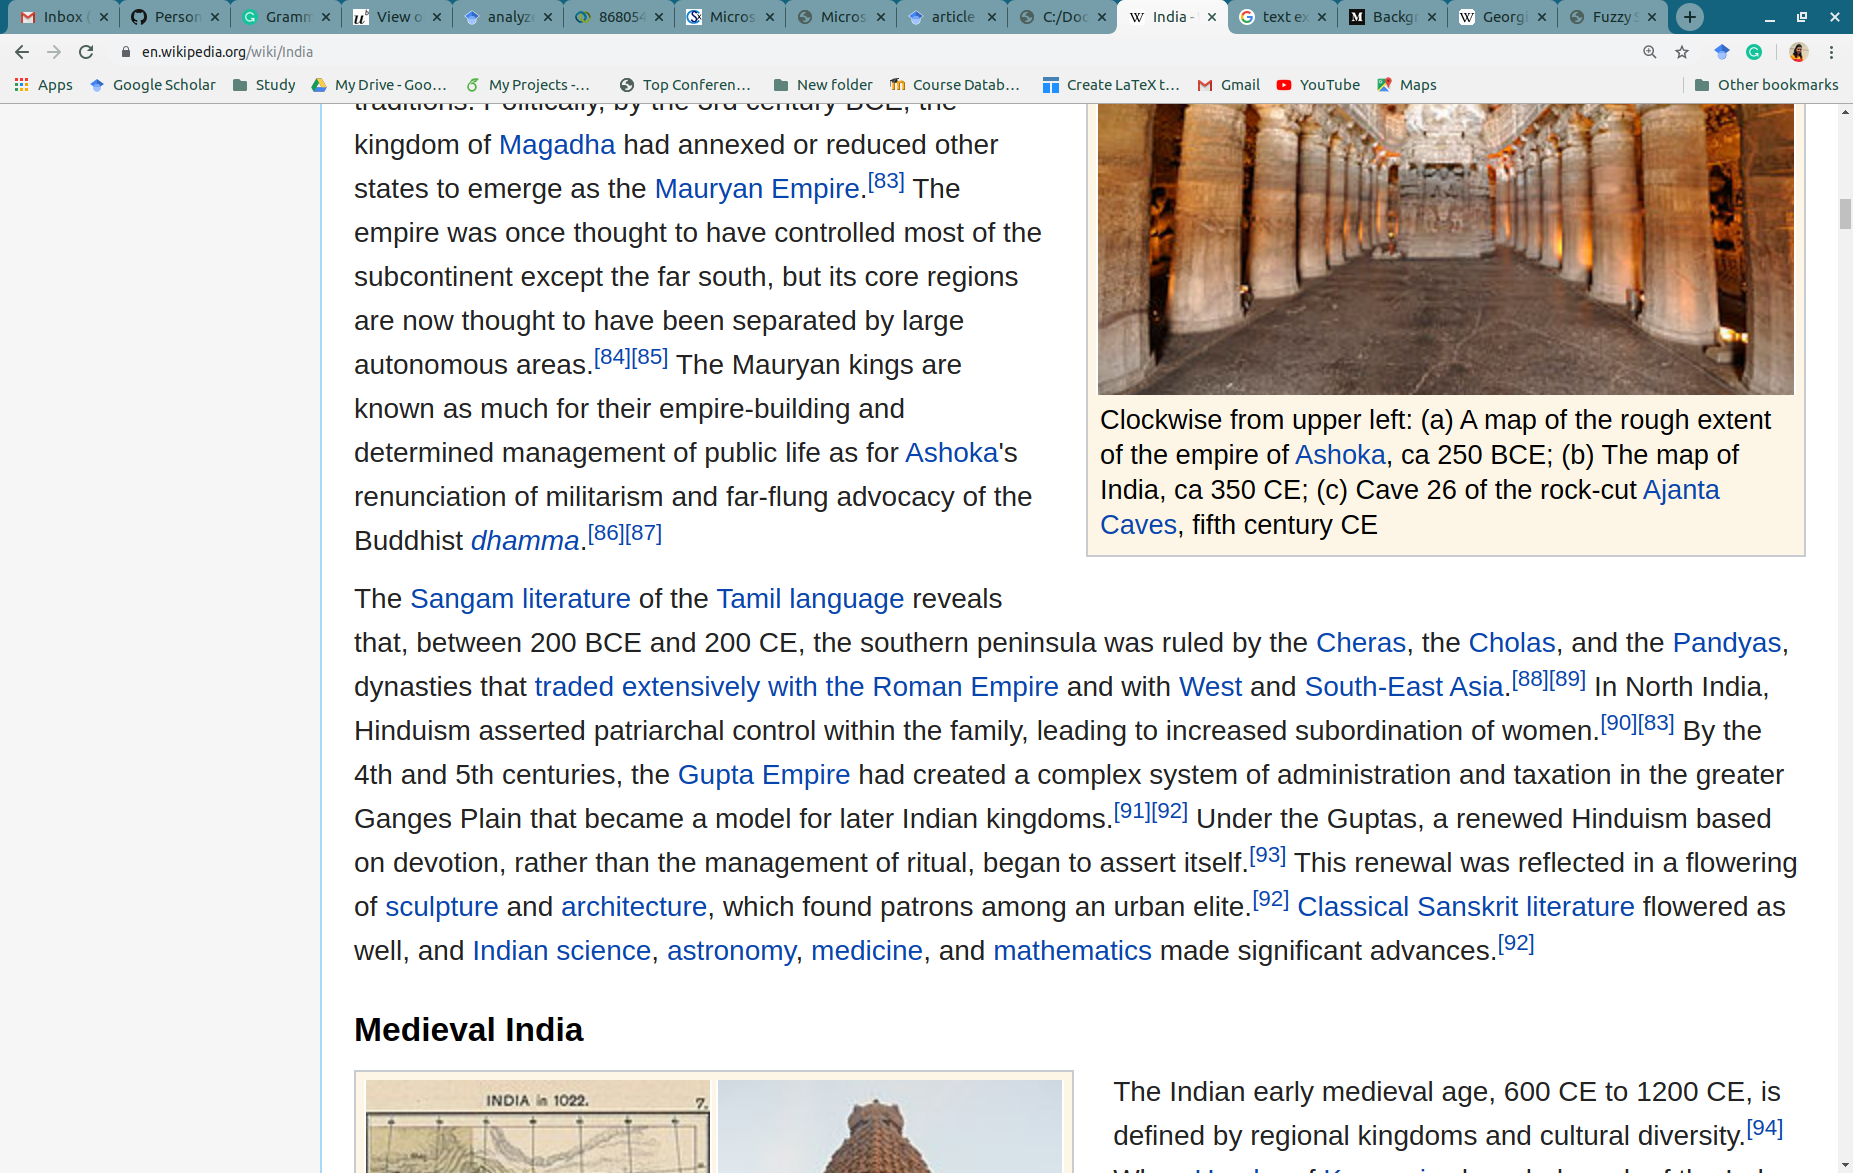 Inbox (
Person
Gramm
View o
analyze
868054
Micros
Micros
article
C:/Doc
India -
text ex
Backgr
Georgi
Fuzzy S
en.wikipedia.org/wiki/India
Apps
Google Scholar
Study
My Drive - Goo...
My Projects -...
Top Conferen...
New folder
Course Datab...
Create LaTeX t...
Gmail
YouTube
Maps
Other bookmarks
traditions. Politically, by the 3rd century BCE, the
kingdom of Magadha had annexed or reduced other
states to emerge as the Mauryan Empire.[83] The
empire was once thought to have controlled most of the
subcontinent except the far south, but its core regions
are now thought to have been separated by large
autonomous areas.[84][85] The Mauryan kings are
known as much for their empire-building and
determined management of public life as for Ashoka's
renunciation of militarism and far-flung advocacy of the
Buddhist dhamma.[86][87]
Clockwise from upper left: (a) A map of the rough extent
of the empire of Ashoka, ca 250 BCE; (b) The map of
India, ca 350 CE; (c) Cave 26 of the rock-cut Ajanta
Caves, fifth century CE
The Sangam literature of the Tamil language reveals
that, between 200 BCE and 200 CE, the southern peninsula was ruled by the Cheras, the Cholas, and the Pandyas,
dynasties that traded extensively with the Roman Empire and with West and South-East Asia.[88][89] In North India,
Hinduism asserted patriarchal control within the family, leading to increased subordination of women.[90][83] By the
4th and 5th centuries, the Gupta Empire had created a complex system of administration and taxation in the greater
Ganges Plain that became a model for later Indian kingdoms.[91][92] Under the Guptas, a renewed Hinduism based
on devotion, rather than the management of ritual, began to assert itself.[93] This renewal was reflected in a flowering
of sculpture and architecture, which found patrons among an urban elite.[92] Classical Sanskrit literature flowered as
well, and Indian science, astronomy, medicine, and mathematics made significant advances.[92]
Medieval India
INDIA in 1022.
7.
The Indian early medieval age, 600 CE to 1200 CE, is
defined by regional kingdoms and cultural diversity.[94]